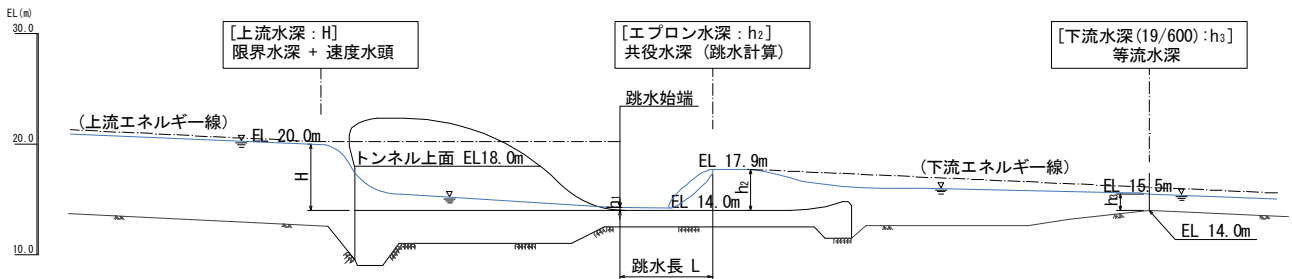 EL(m)
30.0
20.0
10.0
[上流水深：H]
限界水深 + 速度水頭
[エプロン水深：h₂]
共役水深 (跳水計算)
[下流水深(19/600)：h₃]
等流水深
跳水始端
(上流エネルギー線)
EL 20.0m
トンネル上面 EL18.0m
H
h₁
EL 14.0m
EL 17.9m
h₂
(下流エネルギー線)
EL 15.5m
EL 14.0m
跳水長 L